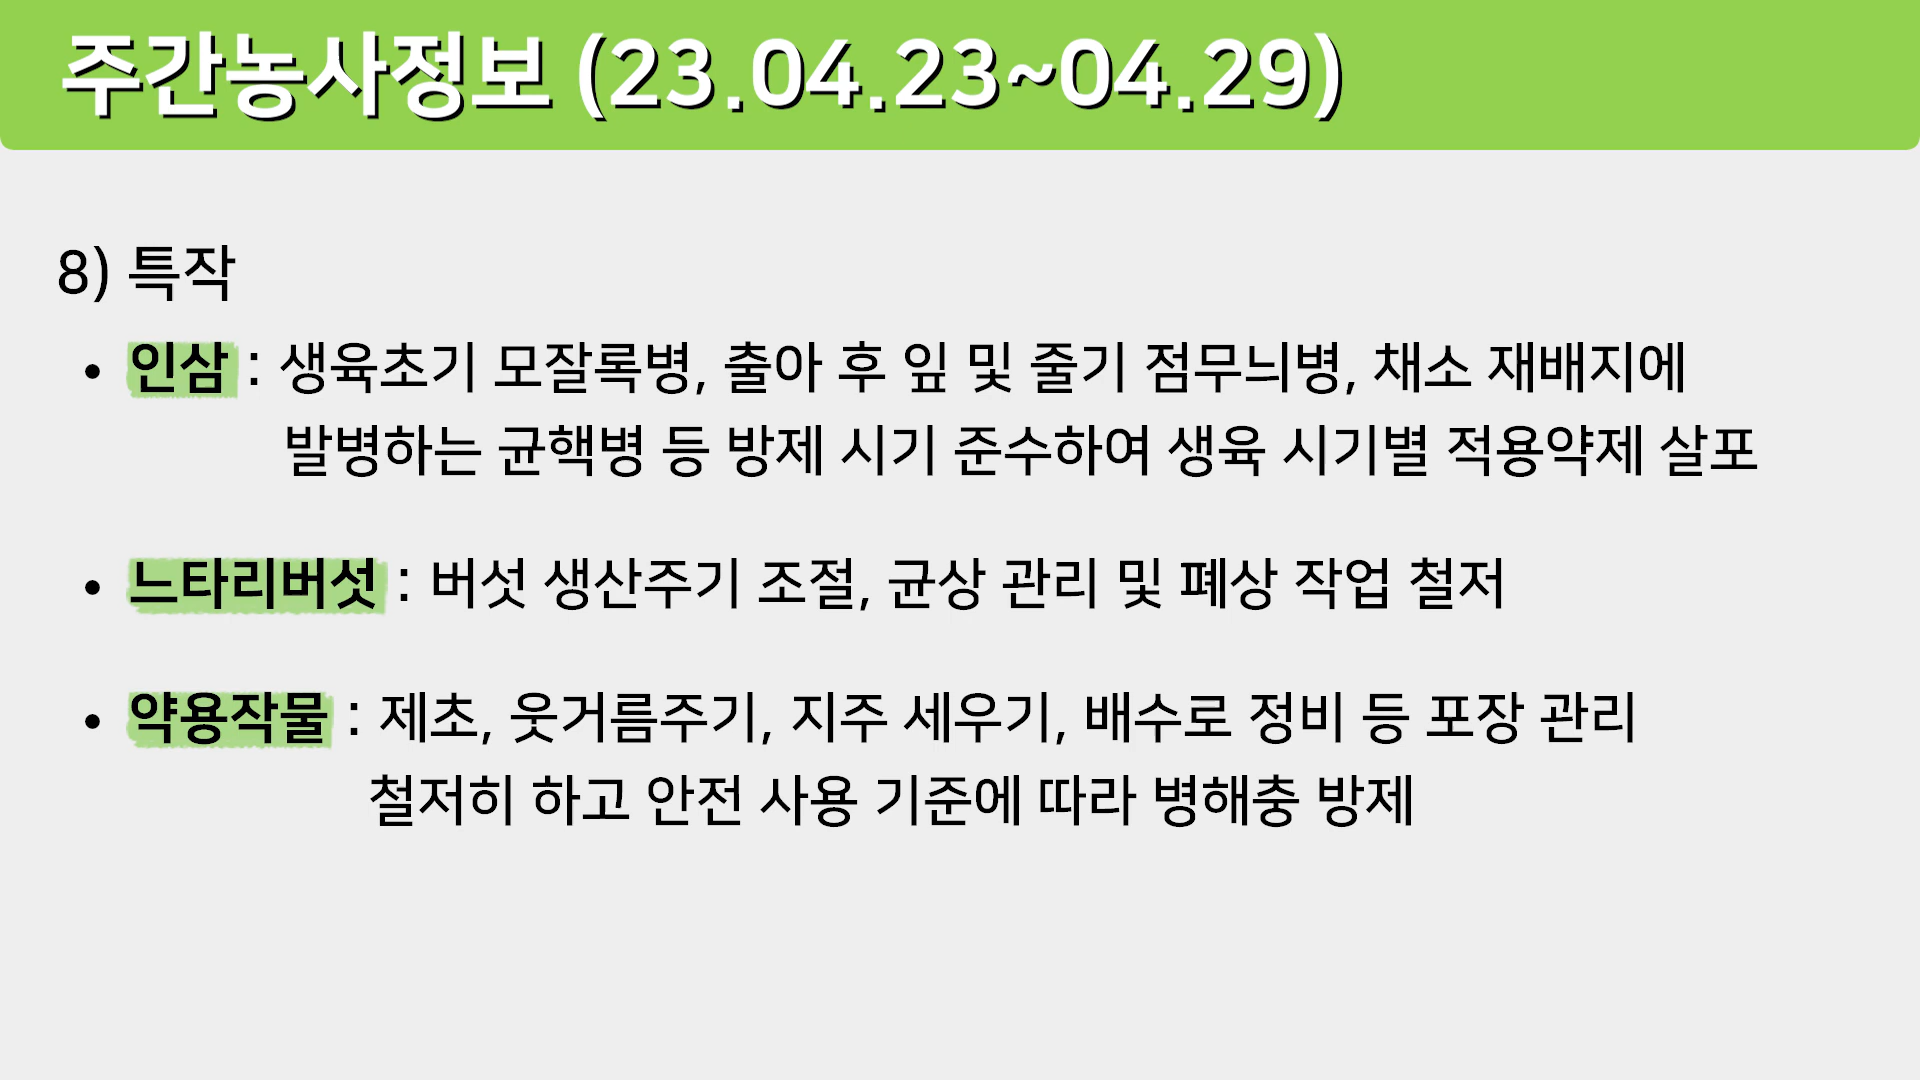 주간농사정보 (23.04.23~04.29)
8) 특작
• 인삼 : 생육초기 모잘록병, 출아 후 잎 및 줄기 점무늬병, 채소 재배지에
발병하는 균핵병 등 방제 시기 준수하여 생육 시기별 적용약제 살포
• 느타리버섯 : 버섯 생산주기 조절, 균상 관리 및 폐상 작업 철저
• 약용작물 : 제초, 웃거름주기, 지주 세우기, 배수로 정비 등 포장 관리
철저히 하고 안전 사용 기준에 따라 병해충 방제